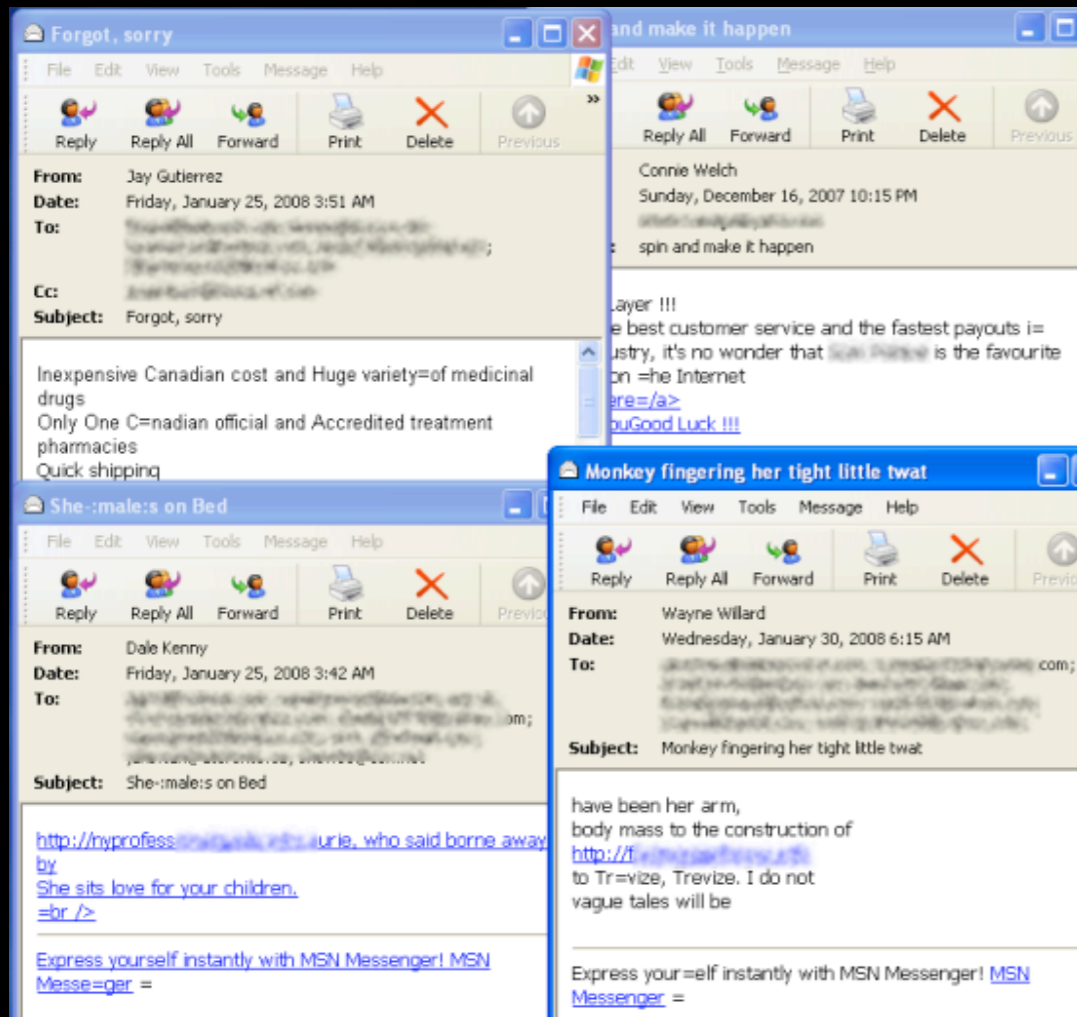 Forgot, sorry
File Edit View Tools Message Help
Reply Reply All Forward Print Delete Previous
From: Jay Gutierrez
Date: Friday, January 25, 2008 3:51 AM
To:
Cc:
Subject: Forgot, sorry
Inexpensive Canadian cost and Huge variety=of medicinal
drugs
Only One C=nadian official and Accredited treatment
pharmacies
Quick shipping
and make it happen
Edit View Tools Message Help
Reply All Forward Print Delete Previous
Connie Welch
Sunday, December 16, 2007 10:15 PM
spin and make it happen
Layer !!!
e best customer service and the fastest payouts i=
ustry, it's no wonder that is the favourite
on =he Internet
ere=/a>
ouGood Luck !!!
She-:male:s on Bed
File Edit View Tools Message Help
Reply Reply All Forward Print Delete Previous
From: Dale Kenny
Date: Friday, January 25, 2008 3:42 AM
To:
om;
Subject: She-:male:s on Bed
http://nyprofess urie, who said borne away
by
She sits love for your children.
=br />
Express yourself instantly with MSN Messenger! MSN
Messe=ger =
Monkey fingering her tight little twat
File Edit View Tools Message Help
Reply Reply All Forward Print Delete Previo
From: Wayne Willard
Date: Wednesday, January 30, 2008 6:15 AM
To: com;
Subject: Monkey fingering her tight little twat
have been her arm,
body mass to the construction of
http://f
to Tr=vize, Trevize. I do not
vague tales will be
Express your=elf instantly with MSN Messenger! MSN
Messenger =